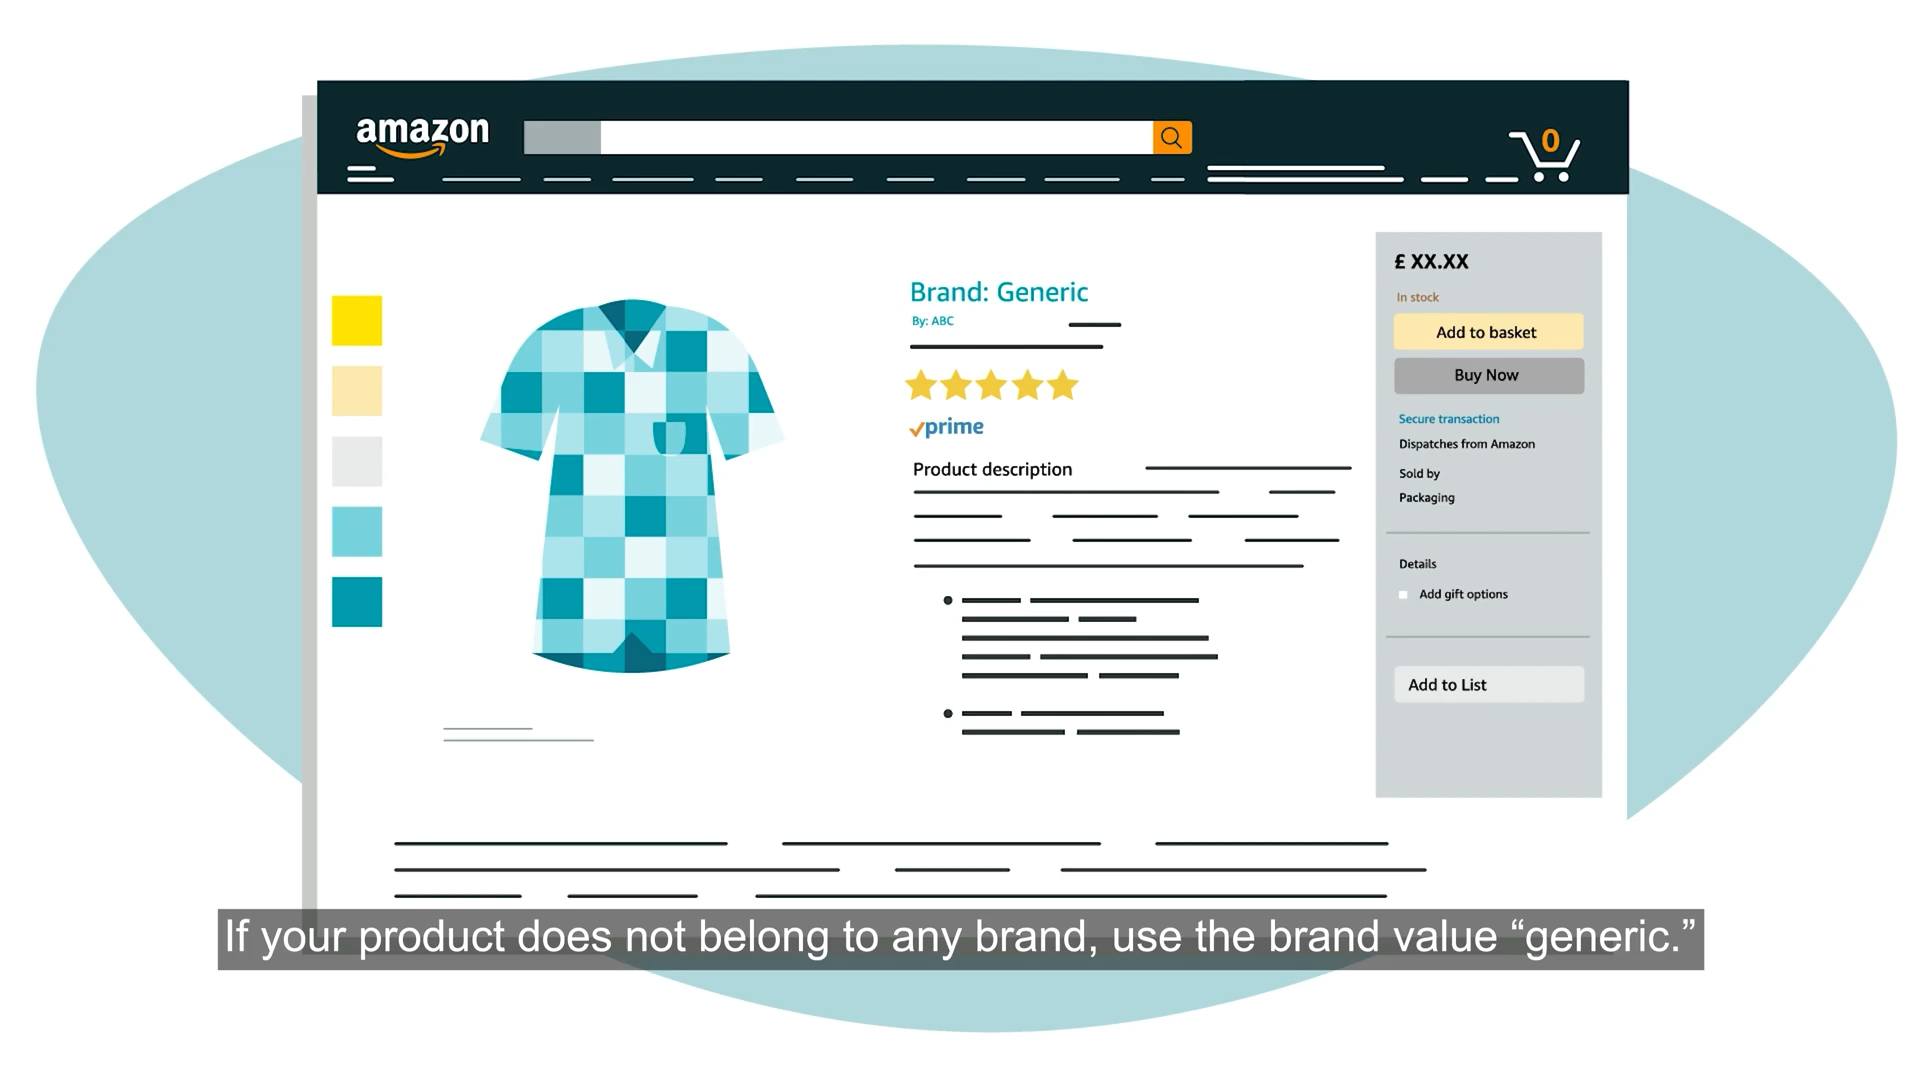 amazon
0
Brand: Generic
By: ABC
prime
Product description
£ XX.XX
In stock
Add to basket
Buy Now
Secure transaction
Dispatches from Amazon
Sold by
Packaging
Details
Add gift options
Add to List
If your product does not belong to any brand, use the brand value “generic.”